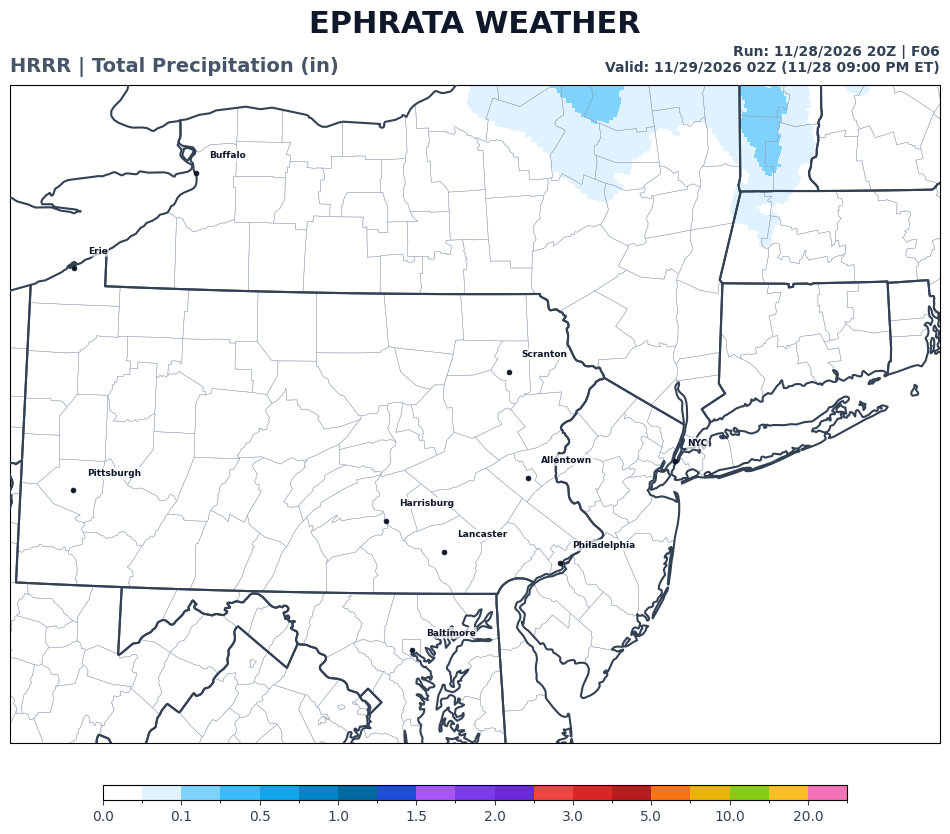 EPHRATA WEATHER
HRRR | Total Precipitation (in)
Run: 11/28/2026 20Z | F06
Valid: 11/29/2026 02Z (11/28 09:00 PM ET)
Buffalo
Erie
Scranton
NYC
Allentown
Pittsburgh
Harrisburg
Lancaster
Philadelphia
Baltimore
0.0 0.1 0.5 1.0 1.5 2.0 3.0 5.0 10.0 20.0